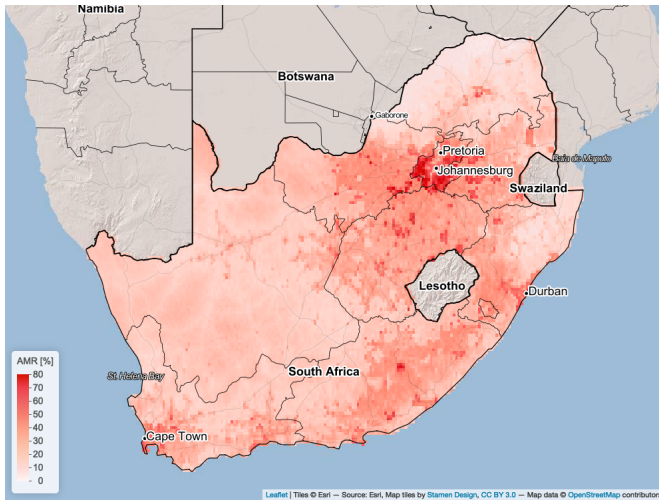 Namibia
Botswana
Gaborone
Pretoria
Johannesburg
Baía de Maputo
Swaziland
Lesotho
Durban
South Africa
St. Helena Bay
Cape Town
AMR [%]
80
70
60
50
40
30
20
10
0
Leaflet | Tiles © Esri — Source: Esri, Map tiles by Stamen Design, CC BY 3.0 — Map data © OpenStreetMap contributor